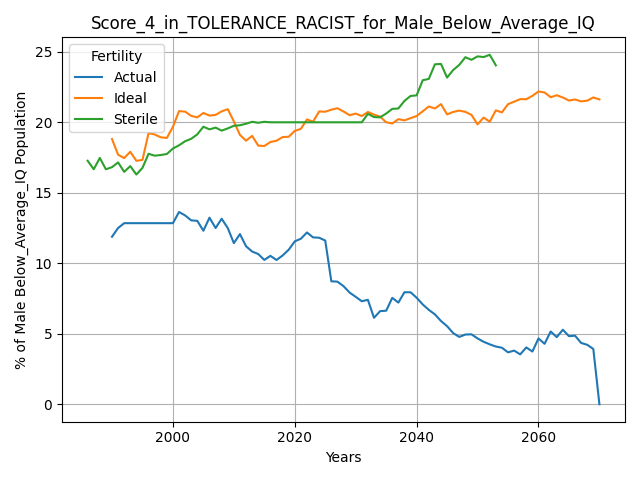 Score_4_in_TOLERANCE_RACIST_for_Male_Below_Average_IQ
% of Male Below_Average_IQ Population
25
20
15
10
5
0
Fertility
Actual
Ideal
Sterile
2000
2020
2040
2060
Years